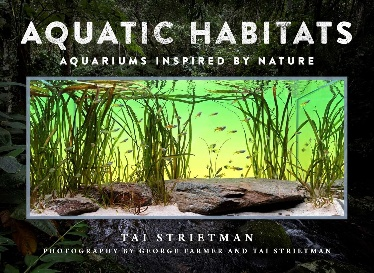 AQUATIC HABITATS
AQUARIUMS INSPIRED BY NATURE
TAI STRIETMAN
PHOTOGRAPHY BY GEORGE FARMER AND TAI STRIETMAN